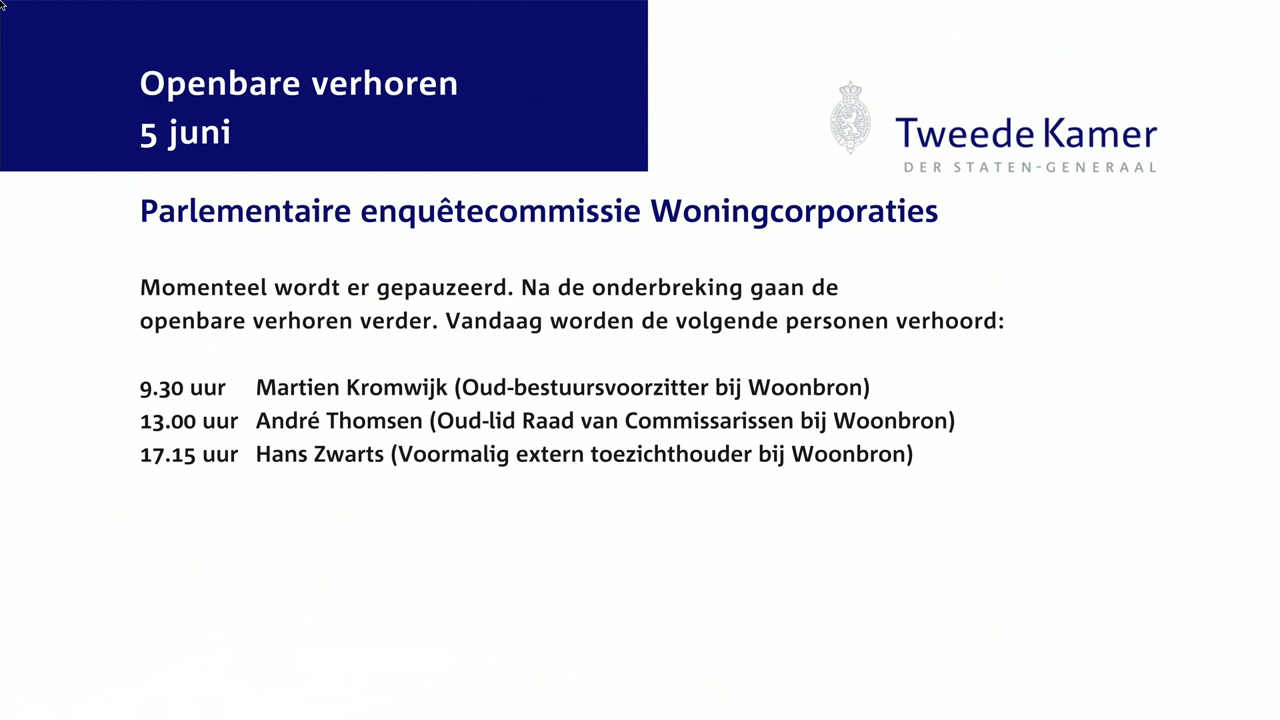 Openbare verhoren
5 juni
Tweede Kamer
DER STATEN-GENERAAL
Parlementaire enquêtecommissie Woningcorporaties
Momenteel wordt er gepauzeerd. Na de onderbreking gaan de
openbare verhoren verder. Vandaag worden de volgende personen verhoord:
9.30 uur Martien Kromwijk (Oud-bestuursvoorzitter bij Woonbron)
13.00 uur André Thomsen (Oud-lid Raad van Commissarissen bij Woonbron)
17.15 uur Hans Zwarts (Voormalig extern toezichthouder bij Woonbron)